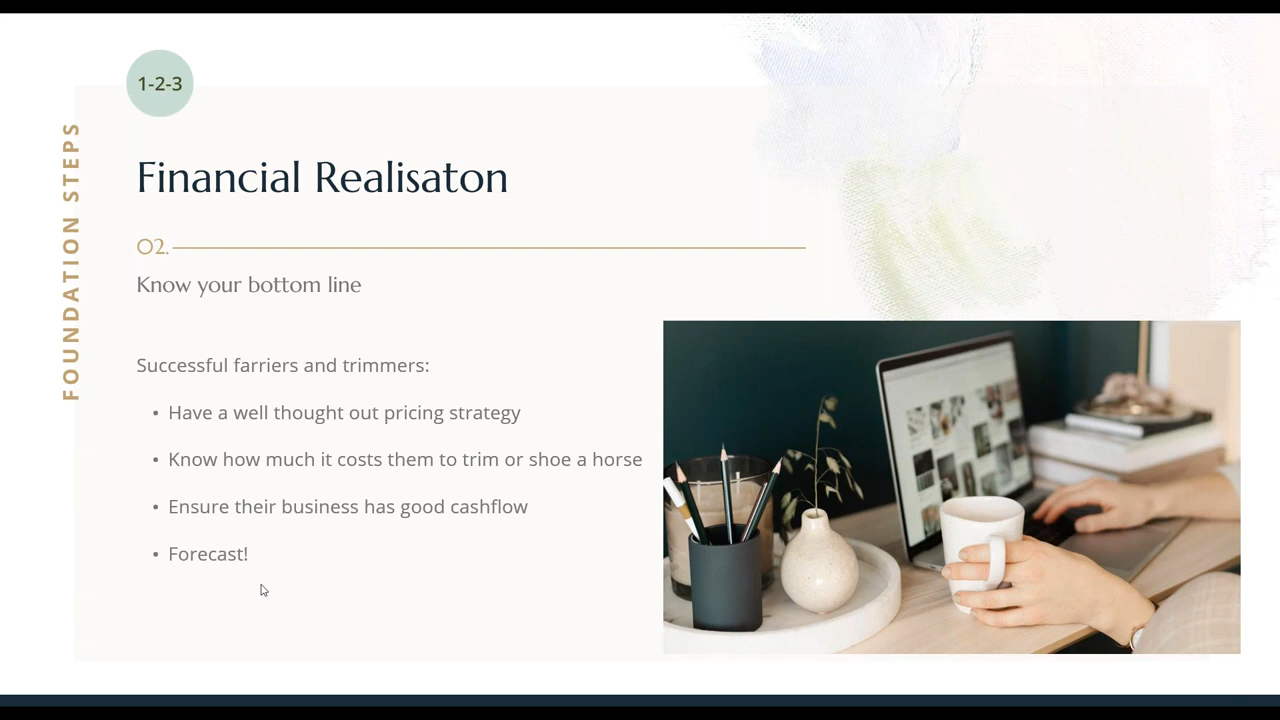 1-2-3
FOUNDATION STEPS
Financial Realisaton
02.
Know your bottom line
Successful farriers and trimmers:
• Have a well thought out pricing strategy
• Know how much it costs them to trim or shoe a horse
• Ensure their business has good cashflow
• Forecast!